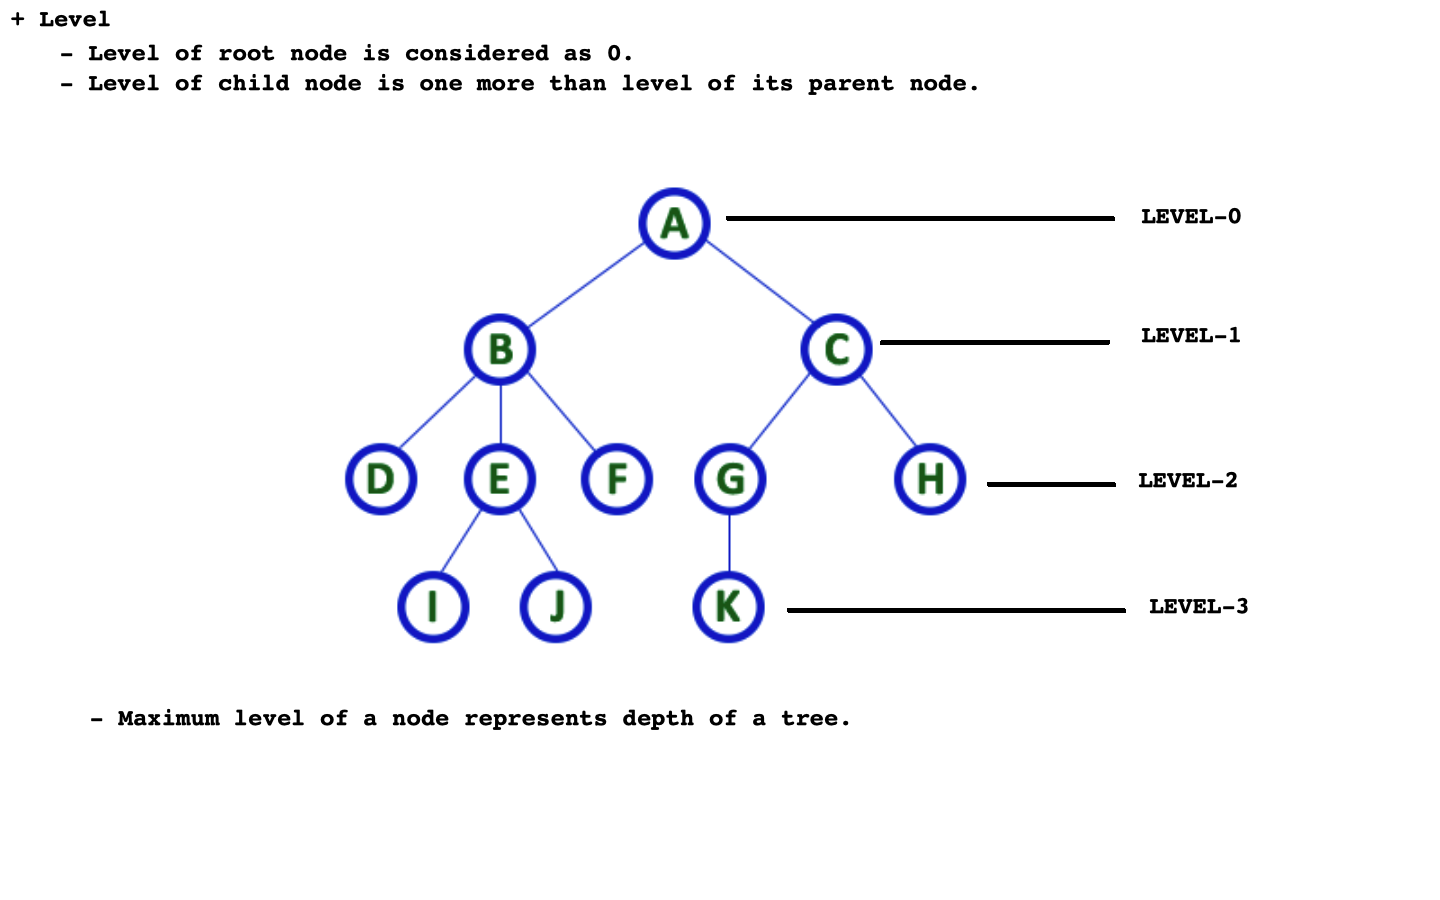 + Level
- Level of root node is considered as 0.
- Level of child node is one more than level of its parent node.
A LEVEL-0
B C LEVEL-1
D E F G H LEVEL-2
I J K LEVEL-3
- Maximum level of a node represents depth of a tree.